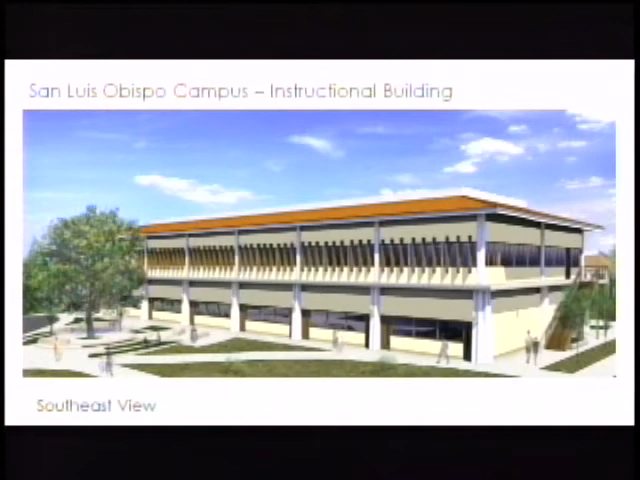 San Luis Obispo Campus – Instructional Building
Southeast View